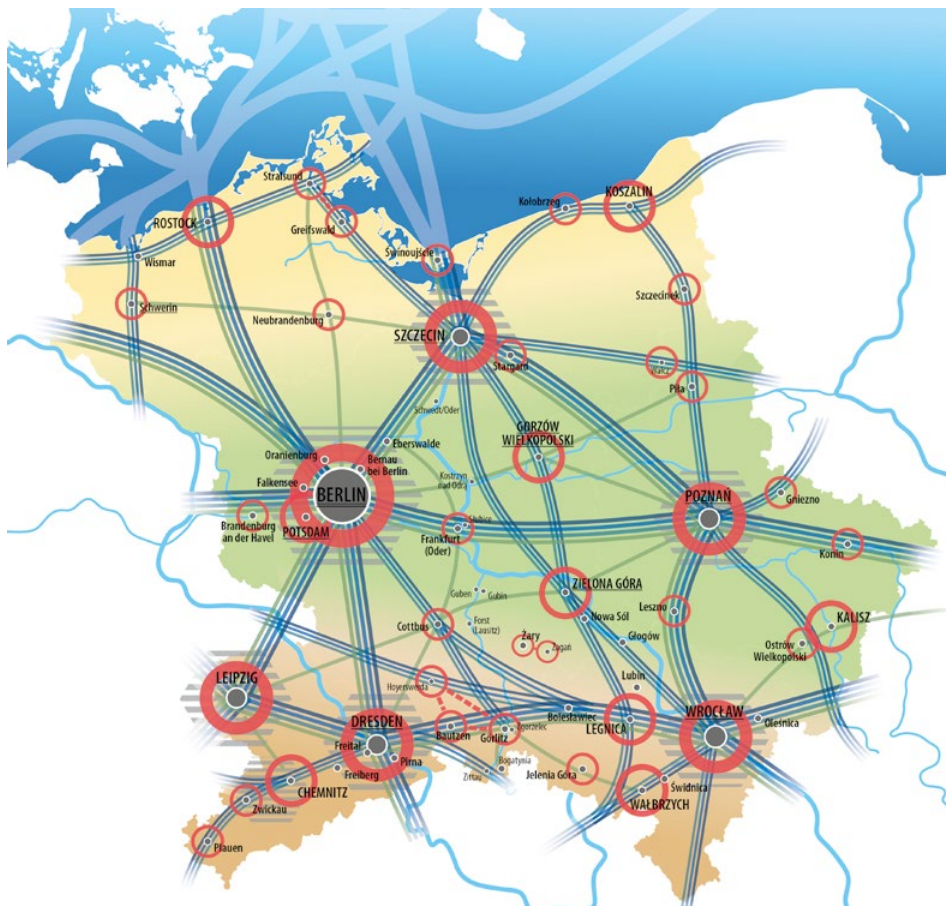 Stralsund
Kołobrzeg
KOSZALIN
ROSTOCK
Greifswald
Wismar
Świnoujście
Schwerin
Neubrandenburg
Szczecinek
SZCZECIN
Stargard
Wałcz
Piła
Schwedt/Oder
GORZÓW
WIELKOPOLSKI
Eberswalde
Oranienburg
Bernau
bei Berlin
Kostrzyn
nad Odrą
Falkensee
BERLIN
POZNAŃ
Gniezno
Brandenburg
an der Havel
POTSDAM
Słubice
Frankfurt
(Oder)
Konin
Guben
Gubin
ZIELONA GÓRA
Nowa Sól
Leszno
KALISZ
Cottbus
Forst
(Lausitz)
Żary
Żagań
Głogów
Ostrów
Wielkopolski
LEIPZIG
Hoyerswerda
Lubin
DRESDEN
Bautzen
Görlitz
Zgorzelec
Bolesławiec
LEGNICA
WROCŁAW
Oleśnica
Freital
Pirna
Freiberg
CHEMNITZ
Zittau
Bogatynia
Jelenia Góra
Świdnica
WAŁBRZYCH
Zwickau
Plauen